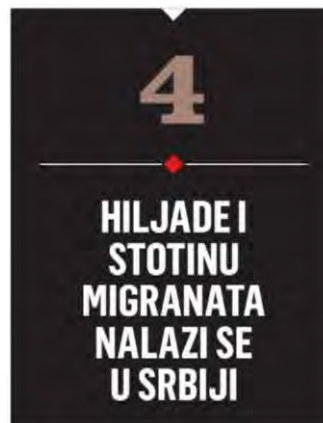 4
HILJADE I
STOTINU
MIGRANATA
NALAZI SE
U SRBIJI